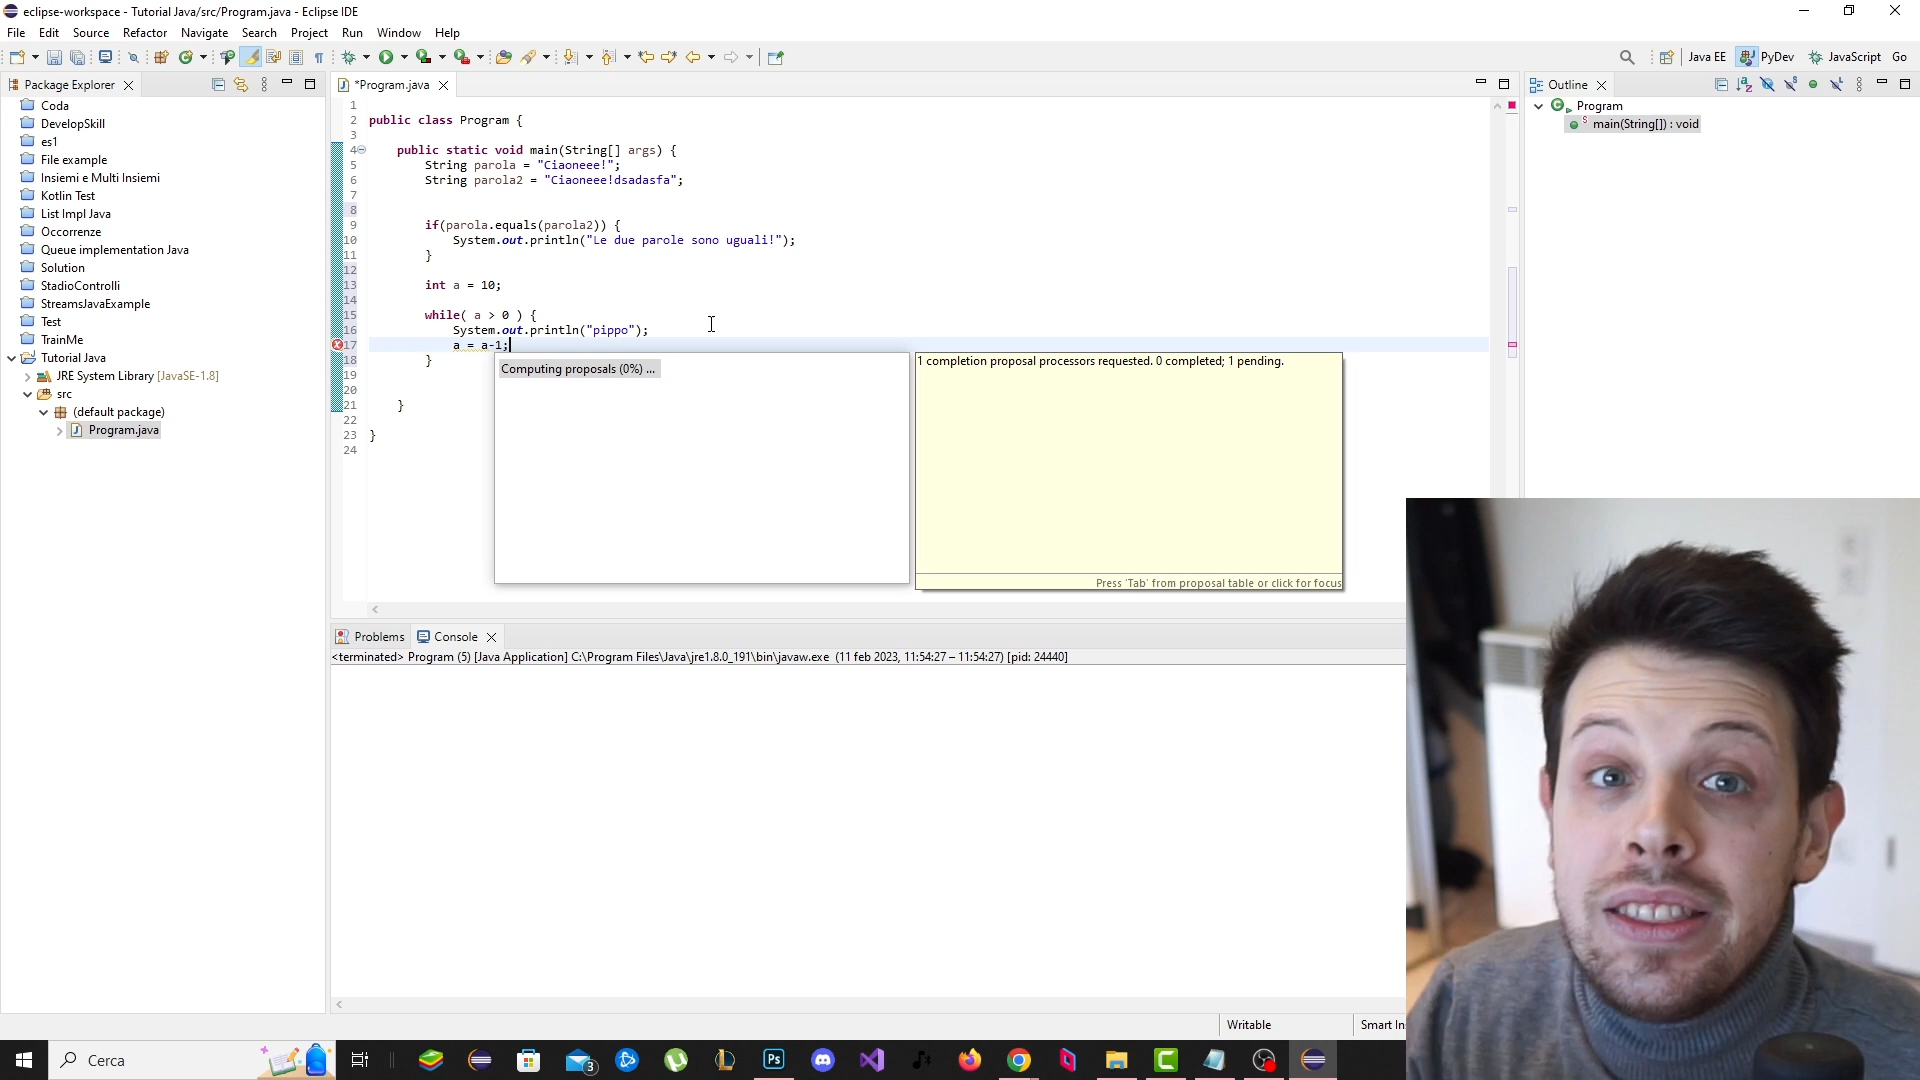 eclipse-workspace - Tutorial Java/src/Program.java - Eclipse IDE
File Edit Source Refactor Navigate Search Project Run Window Help
Java EE PyDev JavaScript Go
Package Explorer
Coda
DevelopSkill
es1
File example
Insiemi e Multi Insiemi
Kotlin Test
List Impl Java
Occorrenze
Queue implementation Java
Solution
StadioControlli
StreamsJavaExample
Test
TrainMe
Tutorial Java
JRE System Library [JavaSE-1.8]
src
(default package)
Program.java
*Program.java
1
2 public class Program {
3
4 public static void main(String[] args) {
5 String parola = "Ciaoneee!";
6 String parola2 = "Ciaoneee!dsadasfa";
7
8
9 if(parola.equals(parola2)) {
10 System.out.println("Le due parole sono uguali!");
11 }
12
13 int a = 10;
14
15 while( a > 0 ) {
16 System.out.println("pippo");
17 a = a-1;
18 }
19
20
21 }
22
23 }
24
Computing proposals (0%) ...
1 completion proposal processors requested. 0 completed; 1 pending.
Press 'Tab' from proposal table or click for focus
Outline
Program
main(String[]) : void
Problems Console
<terminated> Program (5) [Java Application] C:\Program Files\Java\jre1.8.0_191\bin\javaw.exe (11 feb 2023, 11:54:27 – 11:54:27) [pid: 24440]
Writable Smart In
Cerca
3
Ps